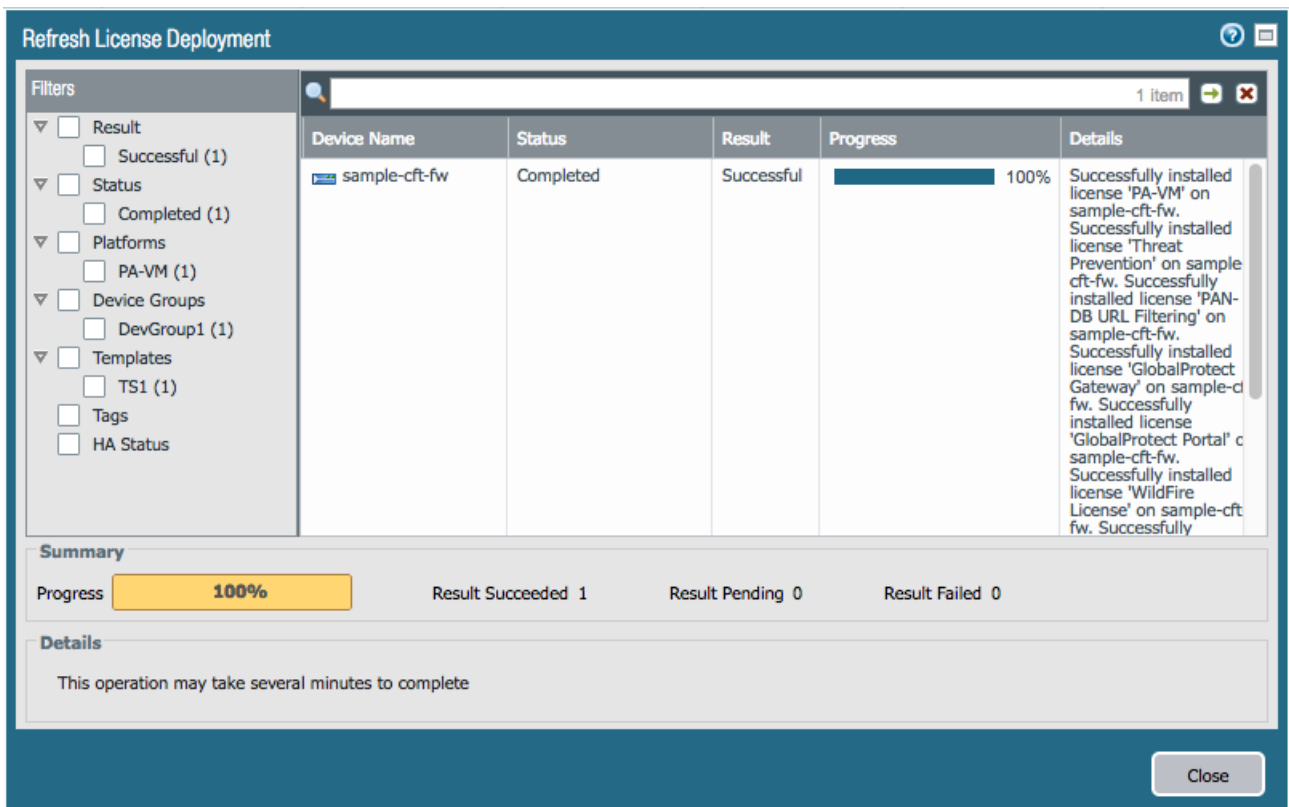 Refresh License Deployment
Filters
Result
Successful (1)
Status
Completed (1)
Platforms
PA-VM (1)
Device Groups
DevGroup1 (1)
Templates
TS1 (1)
Tags
HA Status
1 item
Device Name Status Result Progress Details
sample-cft-fw Completed Successful 100%
Successfully installed
license 'PA-VM' on
sample-cft-fw.
Successfully installed
license 'Threat
Prevention' on sample
cft-fw. Successfully
installed license 'PAN-
DB URL Filtering' on
sample-cft-fw.
Successfully installed
license 'GlobalProtect
Gateway' on sample-cf
fw. Successfully
installed license
'GlobalProtect Portal' o
sample-cft-fw.
Successfully installed
license 'WildFire
License' on sample-cft
fw. Successfully
Summary
Progress 100% Result Succeeded 1 Result Pending 0 Result Failed 0
Details
This operation may take several minutes to complete
Close